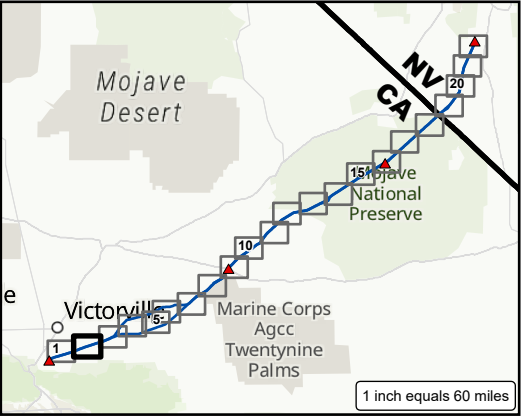 Mojave
Desert
NV
CA
20
15
Mojave
National
Preserve
10
e
Victorville
5
Marine Corps
Agcc
Twentynine
Palms
1
1 inch equals 60 miles